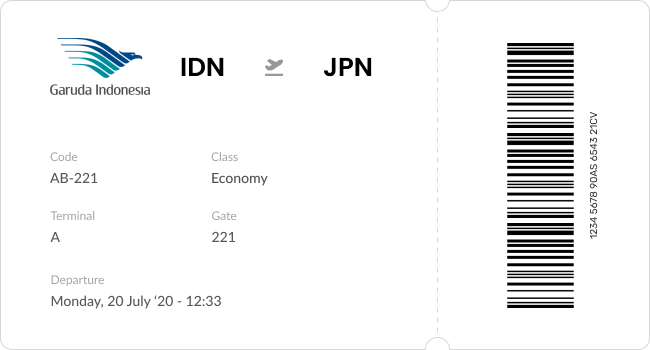 Garuda Indonesia
IDN JPN
Code Class
AB-221 Economy
Terminal Gate
A 221
Departure
Monday, 20 July ‘20 - 12:33
1234 5678 90AS 6543 21CV